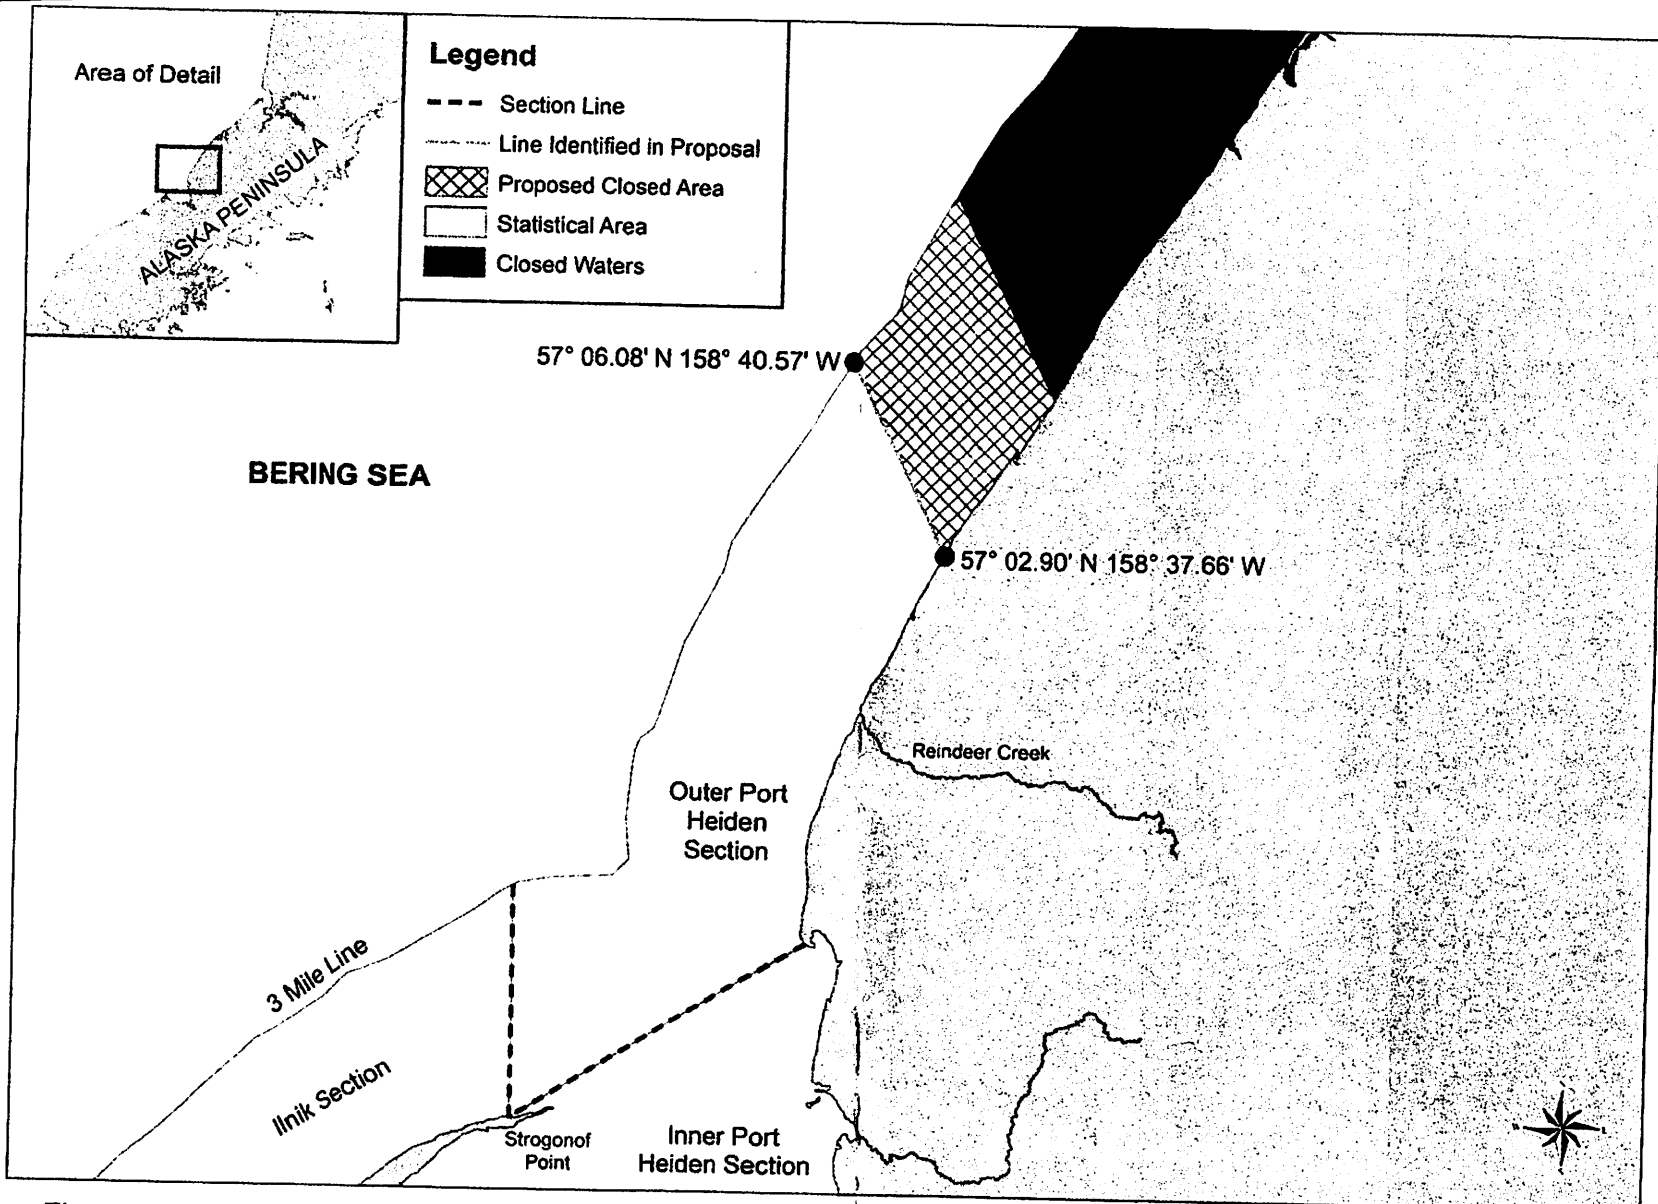 Area of Detail
ALASKA PENINSULA
Legend
Section Line
Line Identified in Proposal
Proposed Closed Area
Statistical Area
Closed Waters
57° 06.08' N 158° 40.57' W
BERING SEA
57° 02.90' N 158° 37.66' W
Reindeer Creek
Outer Port
Heiden
Section
3 Mile Line
Ilnik Section
Strogonof
Point
Inner Port
Heiden Section